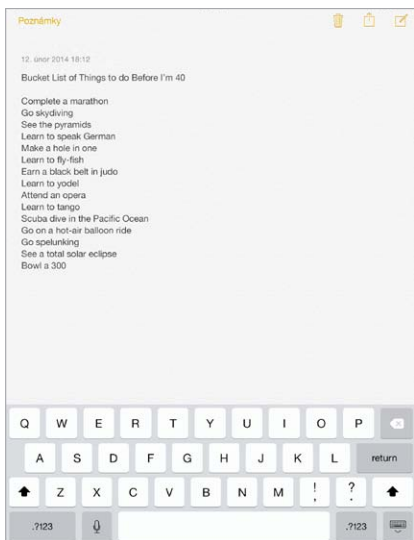 Poznámky
12. únor 2014 18:12
Bucket List of Things to do Before I'm 40
Complete a marathon
Go skydiving
See the pyramids
Learn to speak German
Make a hole in one
Learn to fly-fish
Earn a black belt in judo
Learn to yodel
Attend an opera
Learn to tango
Scuba dive in the Pacific Ocean
Go on a hot-air balloon ride
Go spelunking
See a total solar eclipse
Bowl a 300
Q W E R T Y U I O P
A S D F G H J K L return
Z X C V B N M ! , ? .
.?123 .?123